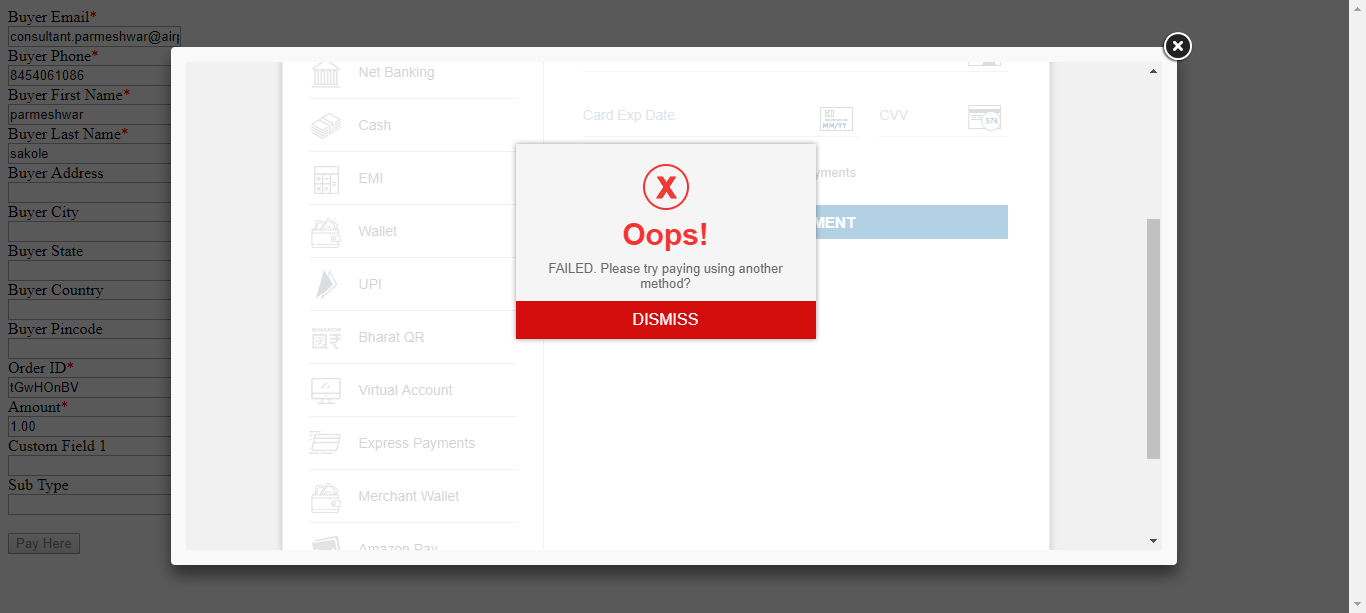 Buyer Email*
consultant.parmeshwar@air
Buyer Phone*
8454061086
Buyer First Name*
parmeshwar
Buyer Last Name*
sakole
Buyer Address
Buyer City
Buyer State
Buyer Country
Buyer Pincode
Order ID*
tGwHOnBV
Amount*
1.00
Custom Field 1
Sub Type
Pay Here
Net Banking
Cash
EMI
Wallet
UPI
Bharat QR
Virtual Account
Express Payments
Merchant Wallet
Amazon Pay
Card Exp Date
MM/YY
CVV
576
yments
MENT
X
Oops!
FAILED. Please try paying using another
method?
DISMISS